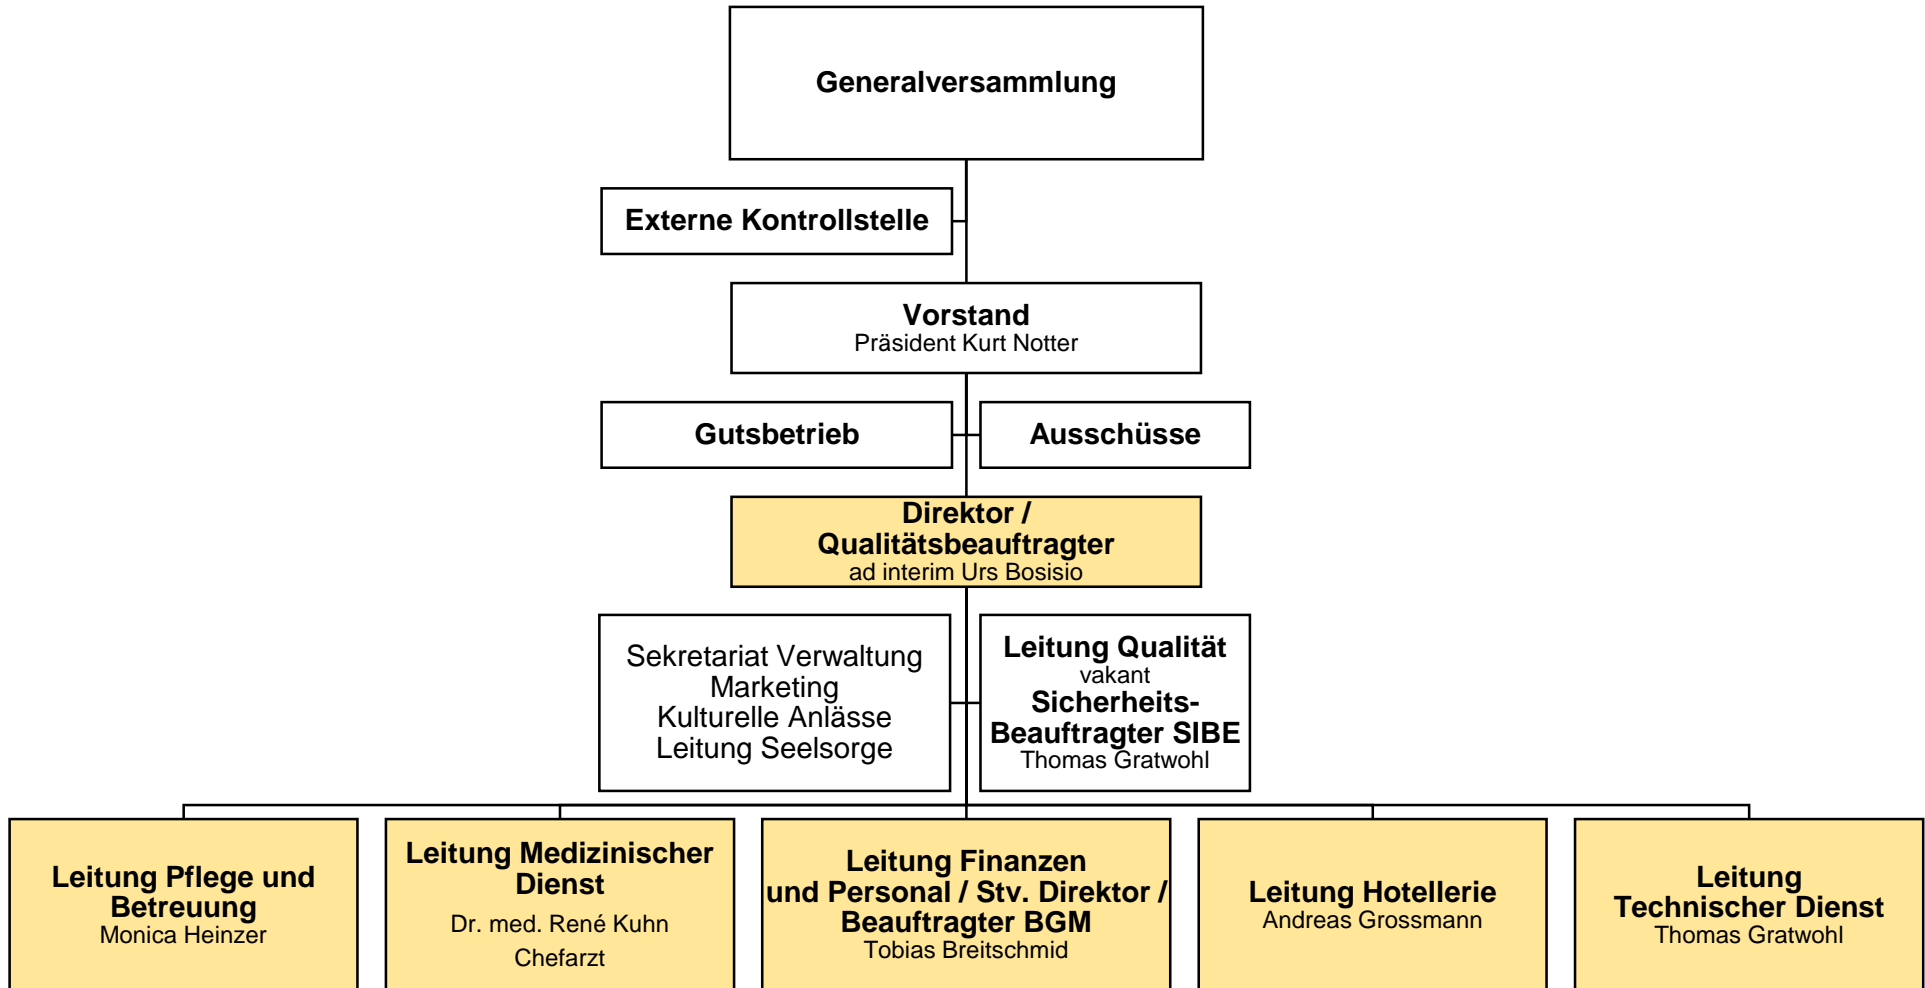 Generalversammlung
Externe Kontrollstelle
Vorstand
Präsident Kurt Notter
Gutsbetrieb
Ausschüsse
Direktor /
Qualitätsbeauftragter
ad interim Urs Bosisio
Sekretariat Verwaltung
Marketing
Kulturelle Anlässe
Leitung Seelsorge
Leitung Qualität
vakant
Sicherheits-
Beauftragter SIBE
Thomas Gratwohl
Leitung Pflege und
Betreuung
Monica Heinzer
Leitung Medizinischer
Dienst
Dr. med. René Kuhn
Chefarzt
Leitung Finanzen
und Personal / Stv. Direktor /
Beauftragter BGM
Tobias Breitschmid
Leitung Hotellerie
Andreas Grossmann
Leitung
Technischer Dienst
Thomas Gratwohl